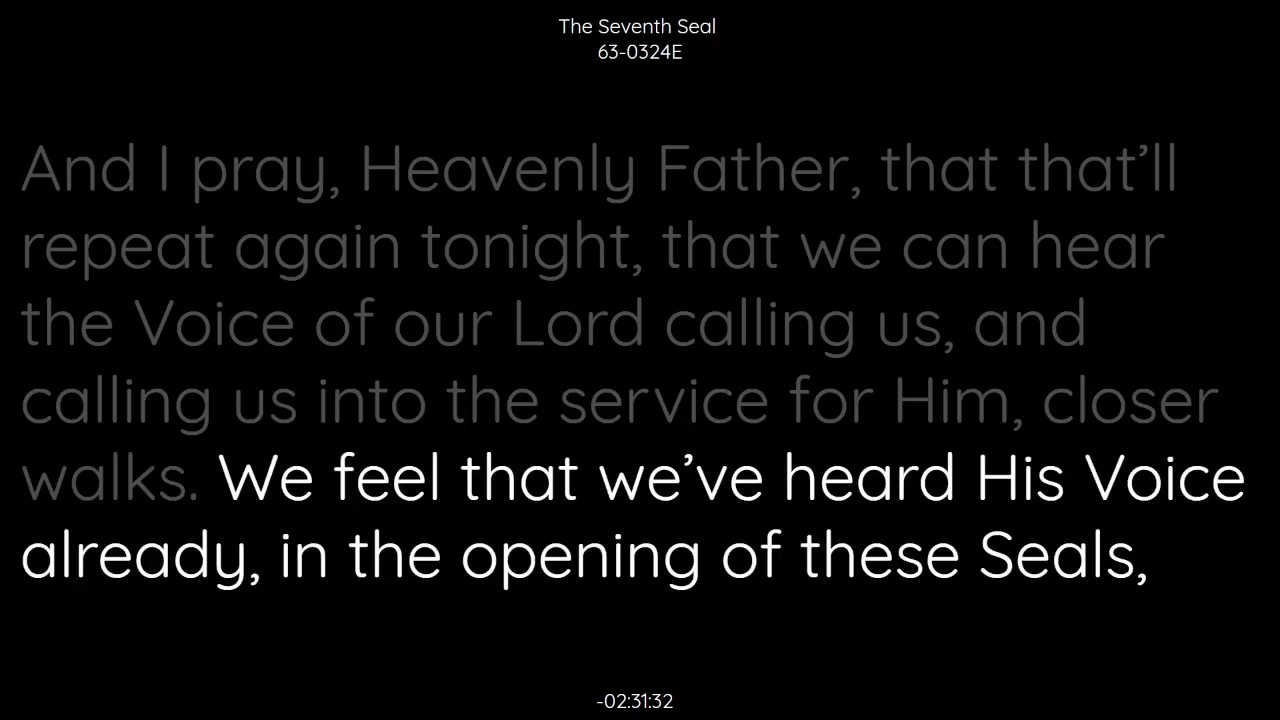 The Seventh Seal
63-0324E
And I pray, Heavenly Father, that that’ll
repeat again tonight, that we can hear
the Voice of our Lord calling us, and
calling us into the service for Him, closer
walks. We feel that we’ve heard His Voice
already, in the opening of these Seals,
-02:31:32